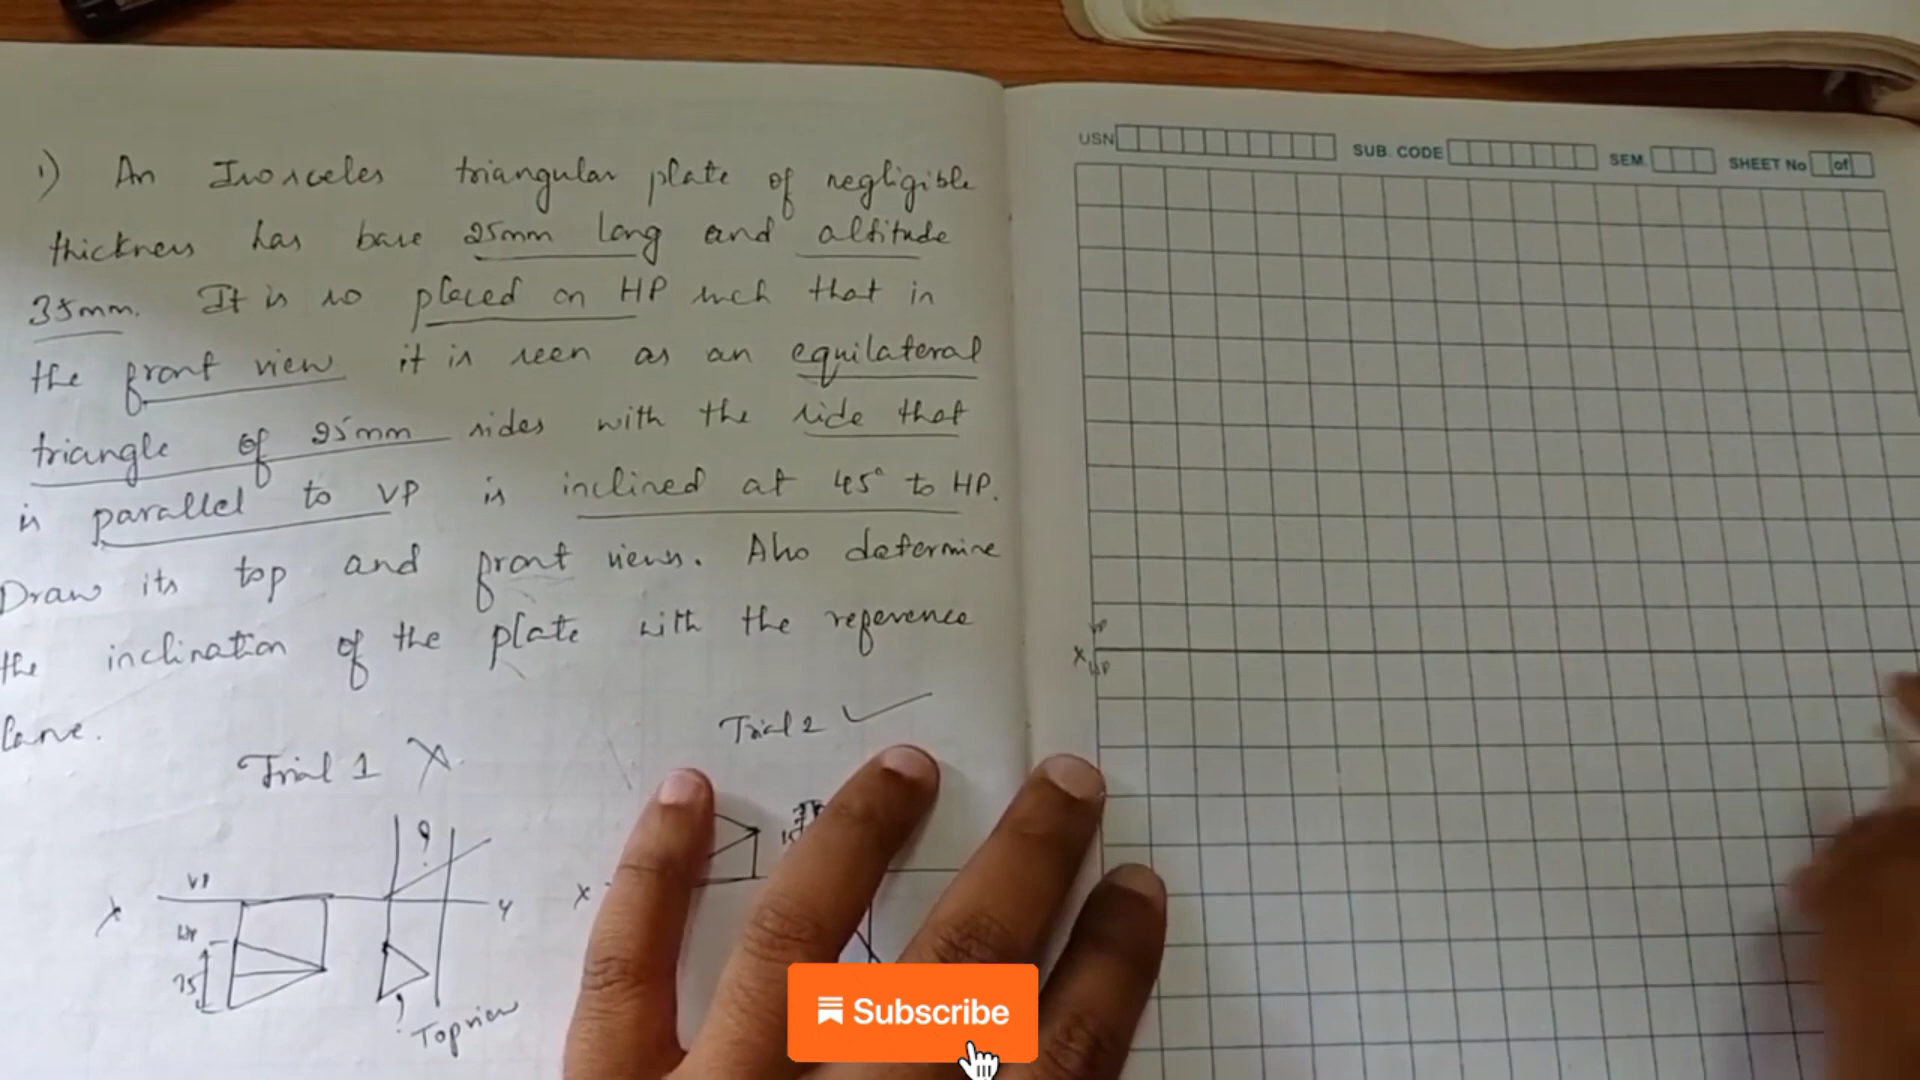 1) An Isosceles triangular plate of negligible
thickness has base 25mm long and altitude
35mm. It is so placed on HP such that in
the front view it is seen as an equilateral
triangle of 25mm sides with the side that
is parallel to VP is inclined at 45° to HP.
Draw its top and front views. Also determine
the inclination of the plate with the reference
lane.
Trial 1
Trial 2
VP
X
HP
Y
25
?
?
Top view
X
USN
SUB. CODE
SEM.
SHEET No of
VP
X
HP
Subscribe